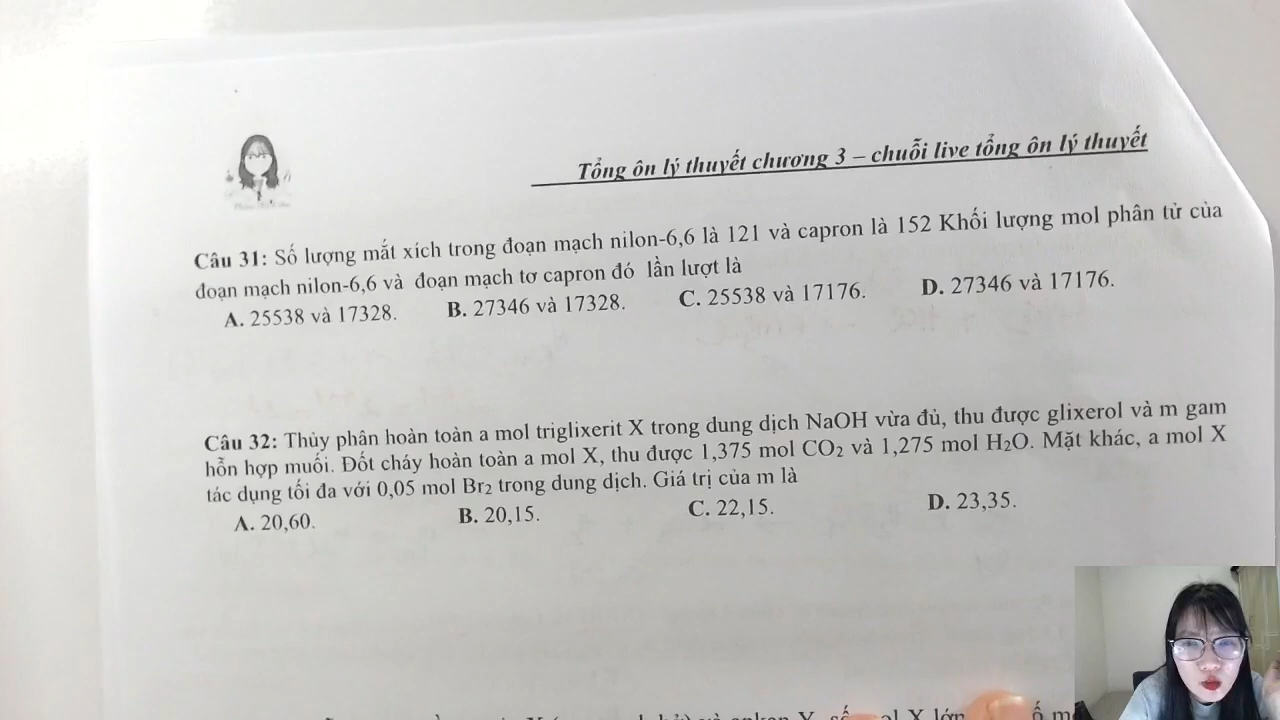 Tổng ôn lý thuyết chương 3 – chuỗi live tổng ôn lý thuyết
Câu 31: Số lượng mắt xích trong đoạn mạch nilon-6,6 là 121 và capron là 152 Khối lượng mol phân tử của
đoạn mạch nilon-6,6 và đoạn mạch tơ capron đó lần lượt là
A. 25538 và 17328. B. 27346 và 17328. C. 25538 và 17176. D. 27346 và 17176.
Câu 32: Thủy phân hoàn toàn a mol triglixerit X trong dung dịch NaOH vừa đủ, thu được glixerol và m gam
hỗn hợp muối. Đốt cháy hoàn toàn a mol X, thu được 1,375 mol CO₂ và 1,275 mol H₂O. Mặt khác, a mol X
tác dụng tối đa với 0,05 mol Br₂ trong dung dịch. Giá trị của m là
A. 20,60. B. 20,15. C. 22,15. D. 23,35.